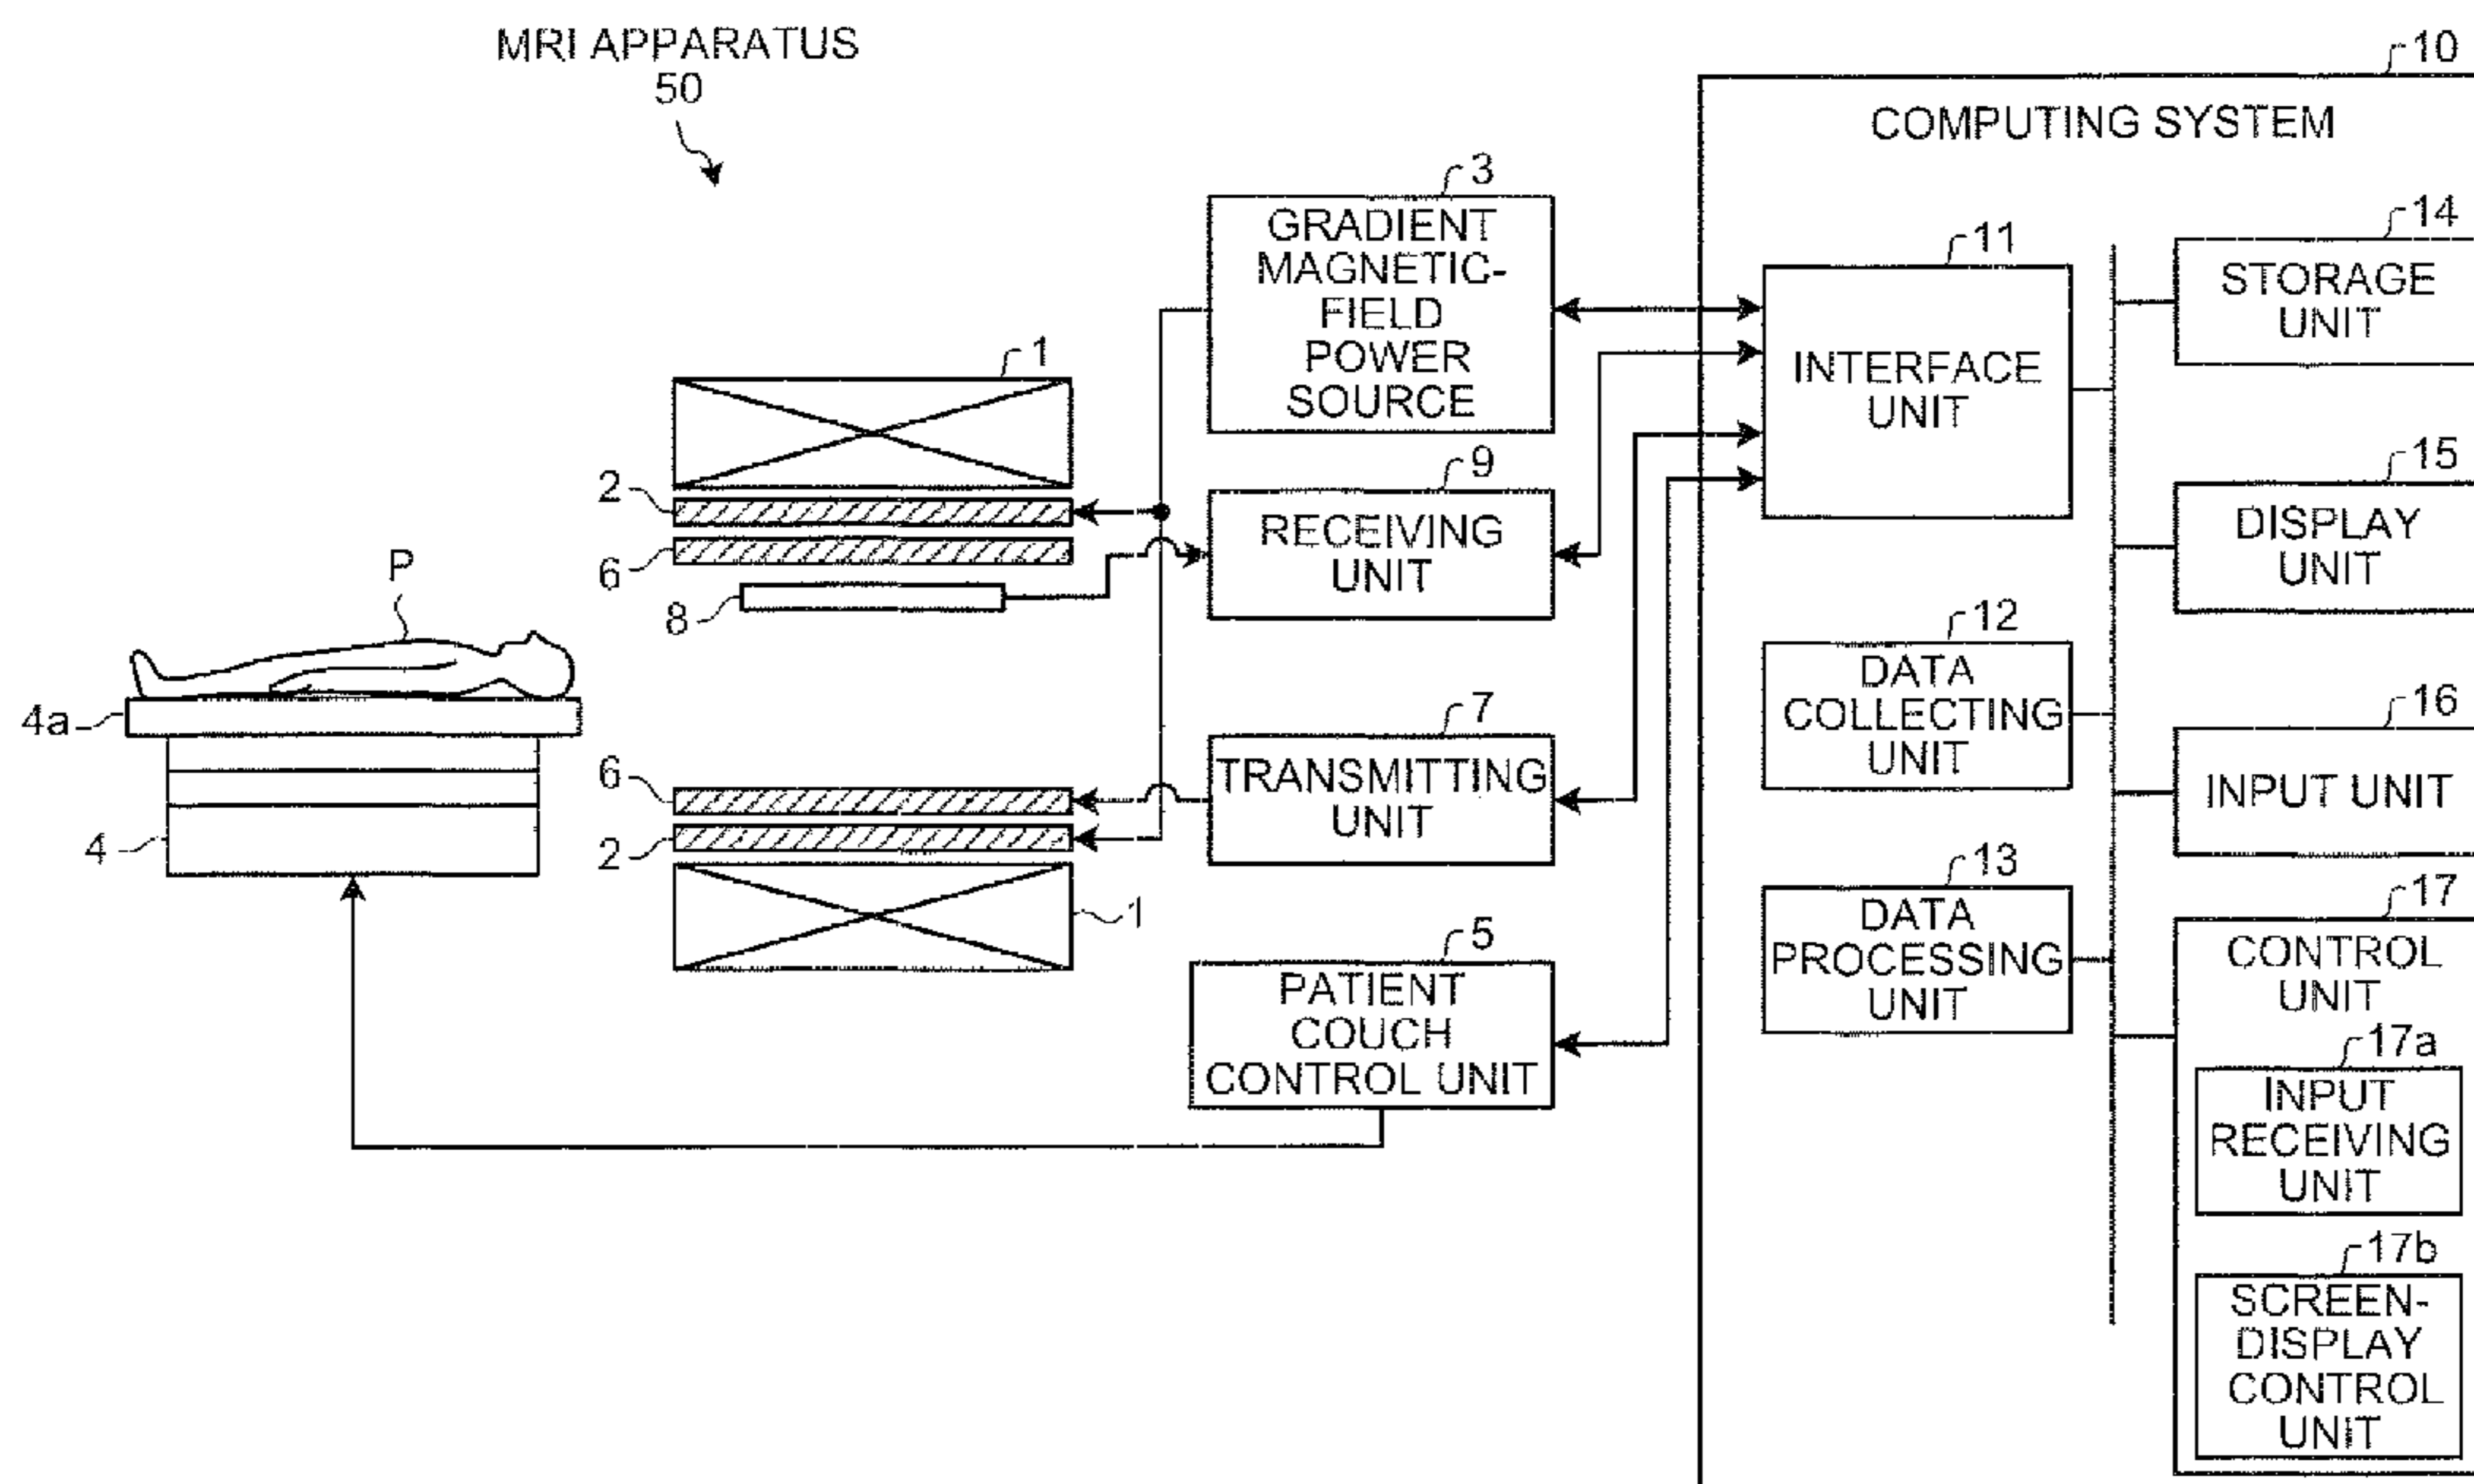 MRI APPARATUS
50
10
COMPUTING SYSTEM
3
GRADIENT
MAGNETIC-
FIELD
POWER
SOURCE
11
INTERFACE
UNIT
14
STORAGE
UNIT
1
2
6
8
9
RECEIVING
UNIT
15
DISPLAY
UNIT
P
4a
4
12
DATA
COLLECTING
UNIT
7
TRANSMITTING
UNIT
16
INPUT UNIT
6
2
1
13
DATA
PROCESSING
UNIT
5
PATIENT
COUCH
CONTROL UNIT
17
CONTROL
UNIT
17a
INPUT
RECEIVING
UNIT
17b
SCREEN-
DISPLAY
CONTROL
UNIT